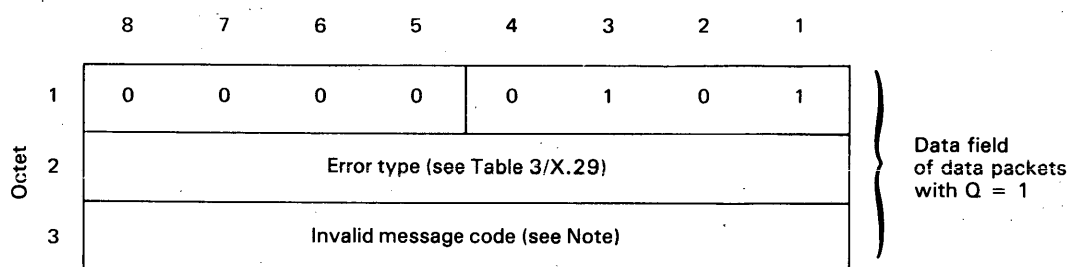 8 7 6 5 4 3 2 1
Octet
1 0 0 0 0 0 1 0 1
2 Error type (see Table 3/X.29)
3 Invalid message code (see Note)
Data field
of data packets
with Q = 1